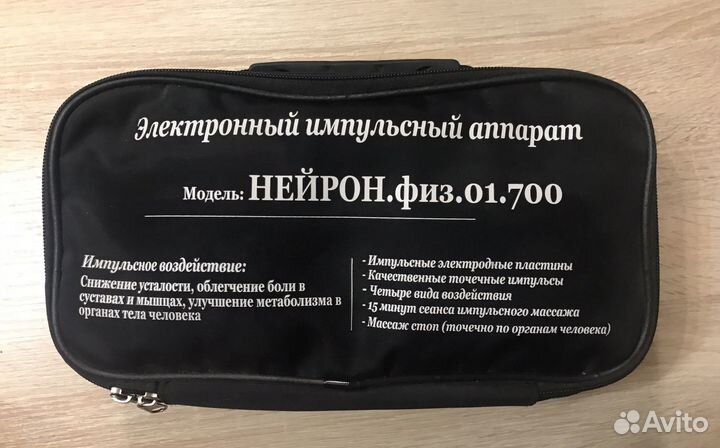 Электронный импульсный аппарат
Модель: НЕЙРОН.физ.01.700
Импульсное воздействие:
Снижение усталости, облегчение боли в
суставах и мышцах, улучшение метаболизма в
органах тела человека
- Импульсные электродные пластины
- Качественные точечные импульсы
- Четыре вида воздействия
- 15 минут сеанса импульсного массажа
- Массаж стоп (точечно по органам человека)
Avito